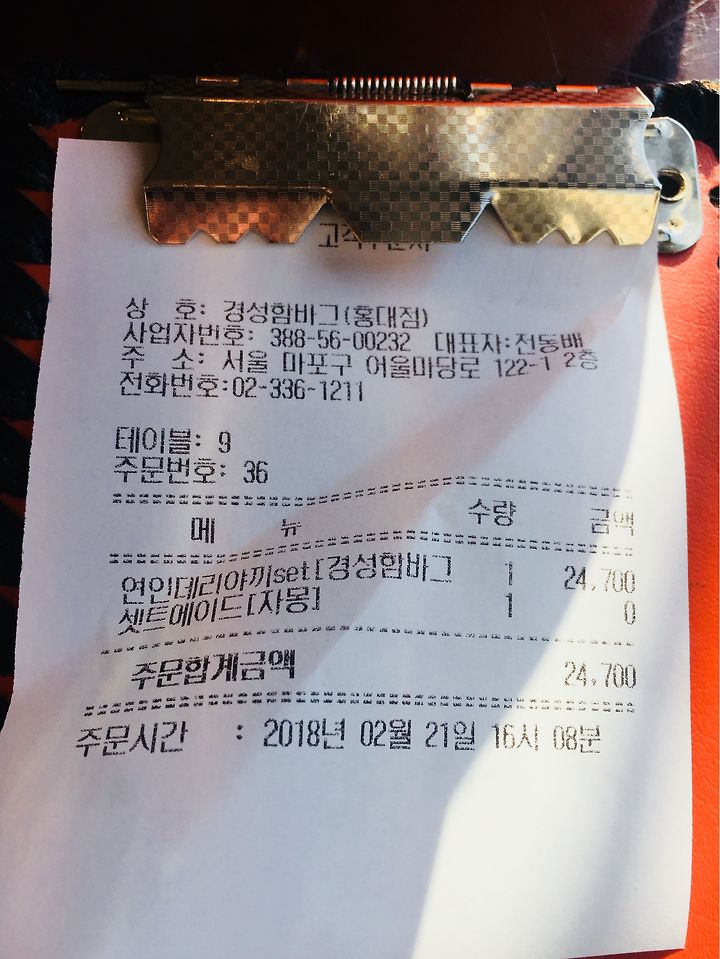 상 호: 경성함바그(홍대점)
사업자번호: 388-56-00232 대표자:전동배
주 소: 서울 마포구 어울마당로 122-1 2층
전화번호:02-336-1211
테이블: 9
주문번호: 36
메 뉴 수량 금액
연인데리야끼set[경성함바그 1 24,700
셋트에이드[자몽] 1 0
주문합계금액 24,700
주문시간 : 2018년 02월 21일 16시 08분